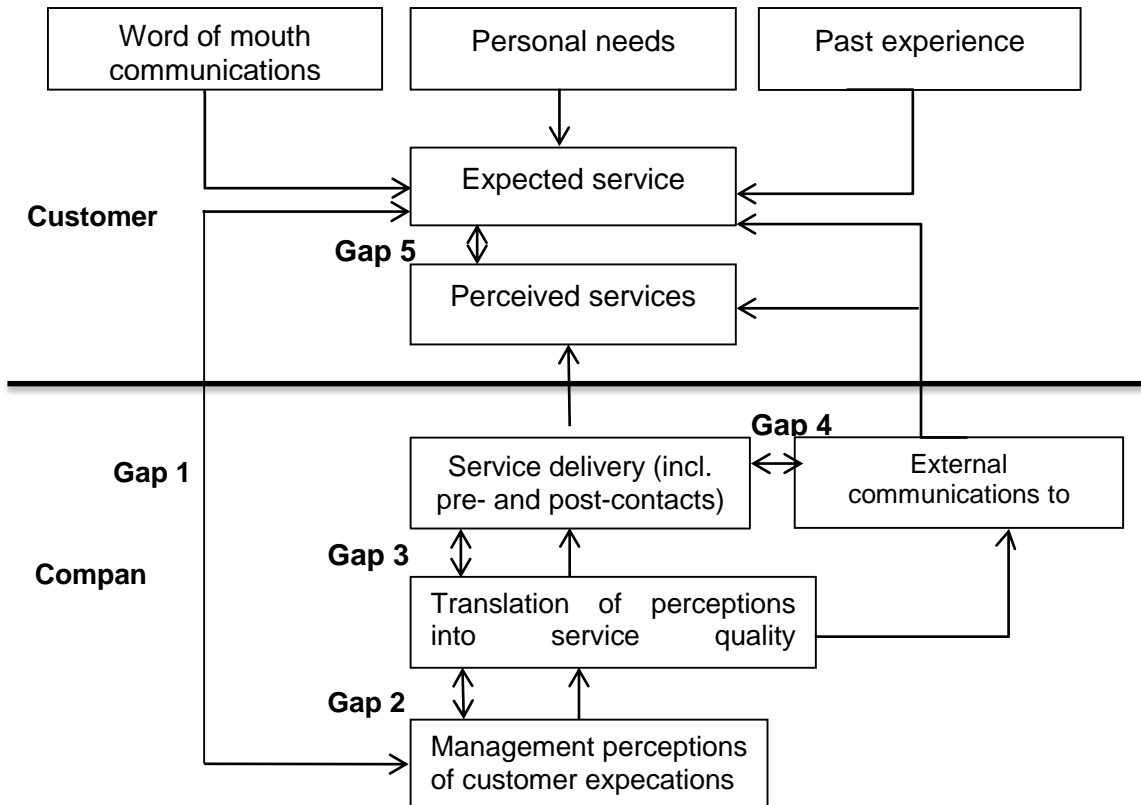 Word of mouth
communications
Personal needs
Past experience
Expected service
Customer
Gap 5
Perceived services
Gap 4
Gap 1
Service delivery (incl.
pre- and post-contacts)
External
communications to
Gap 3
Compan
Translation of perceptions
into service quality
Gap 2
Management perceptions
of customer expecations